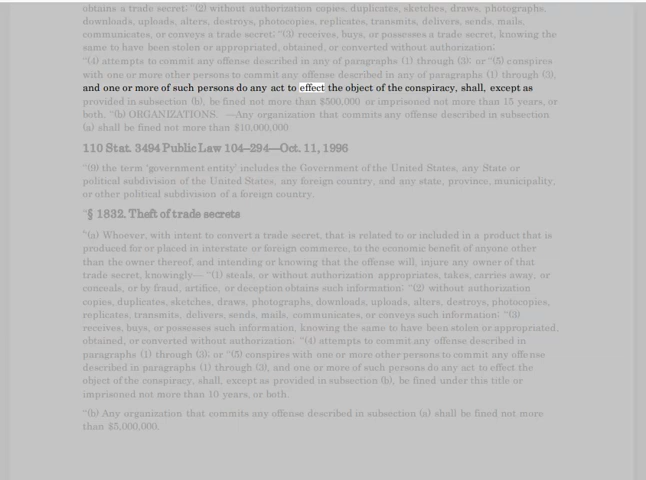 obtains a trade secret; "(2) without authorization copies, duplicates, sketches, draws, photographs,
downloads, uploads, alters, destroys, photocopies, replicates, transmits, delivers, sends, mails,
communicates, or conveys a trade secret; "(3) receives, buys, or possesses a trade secret, knowing the
same to have been stolen or appropriated, obtained, or converted without authorization;
"(4) attempts to commit any offense described in any of paragraphs (1) through (3); or "(5) conspires
with one or more other persons to commit any offense described in any of paragraphs (1) through (3),
and one or more of such persons do any act to effect the object of the conspiracy, shall, except as
provided in subsection (b), be fined not more than $500,000 or imprisoned not more than 15 years, or
both. "(b) ORGANIZATIONS. —Any organization that commits any offense described in subsection
(a) shall be fined not more than $10,000,000
110 Stat. 3494 Public Law 104–294—Oct. 11, 1996
"(9) the term 'government entity' includes the Government of the United States, any State or
political subdivision of the United States, any foreign country, and any state, province, municipality,
or other political subdivision of a foreign country.
"§ 1832. Theft of trade secrets
"(a) Whoever, with intent to convert a trade secret, that is related to or included in a product that is
produced for or placed in interstate or foreign commerce, to the economic benefit of anyone other
than the owner thereof, and intending or knowing that the offense will, injure any owner of that
trade secret, knowingly— "(1) steals, or without authorization appropriates, takes, carries away, or
conceals, or by fraud, artifice, or deception obtains such information; "(2) without authorization
copies, duplicates, sketches, draws, photographs, downloads, uploads, alters, destroys, photocopies,
replicates, transmits, delivers, sends, mails, communicates, or conveys such information; "(3)
receives, buys, or possesses such information, knowing the same to have been stolen or appropriated,
obtained, or converted without authorization; "(4) attempts to commit any offense described in
paragraphs (1) through (3); or "(5) conspires with one or more other persons to commit any offense
described in paragraphs (1) through (3), and one or more of such persons do any act to effect the
object of the conspiracy, shall, except as provided in subsection (b), be fined under this title or
imprisoned not more than 10 years, or both.
"(b) Any organization that commits any offense described in subsection (a) shall be fined not more
than $5,000,000.